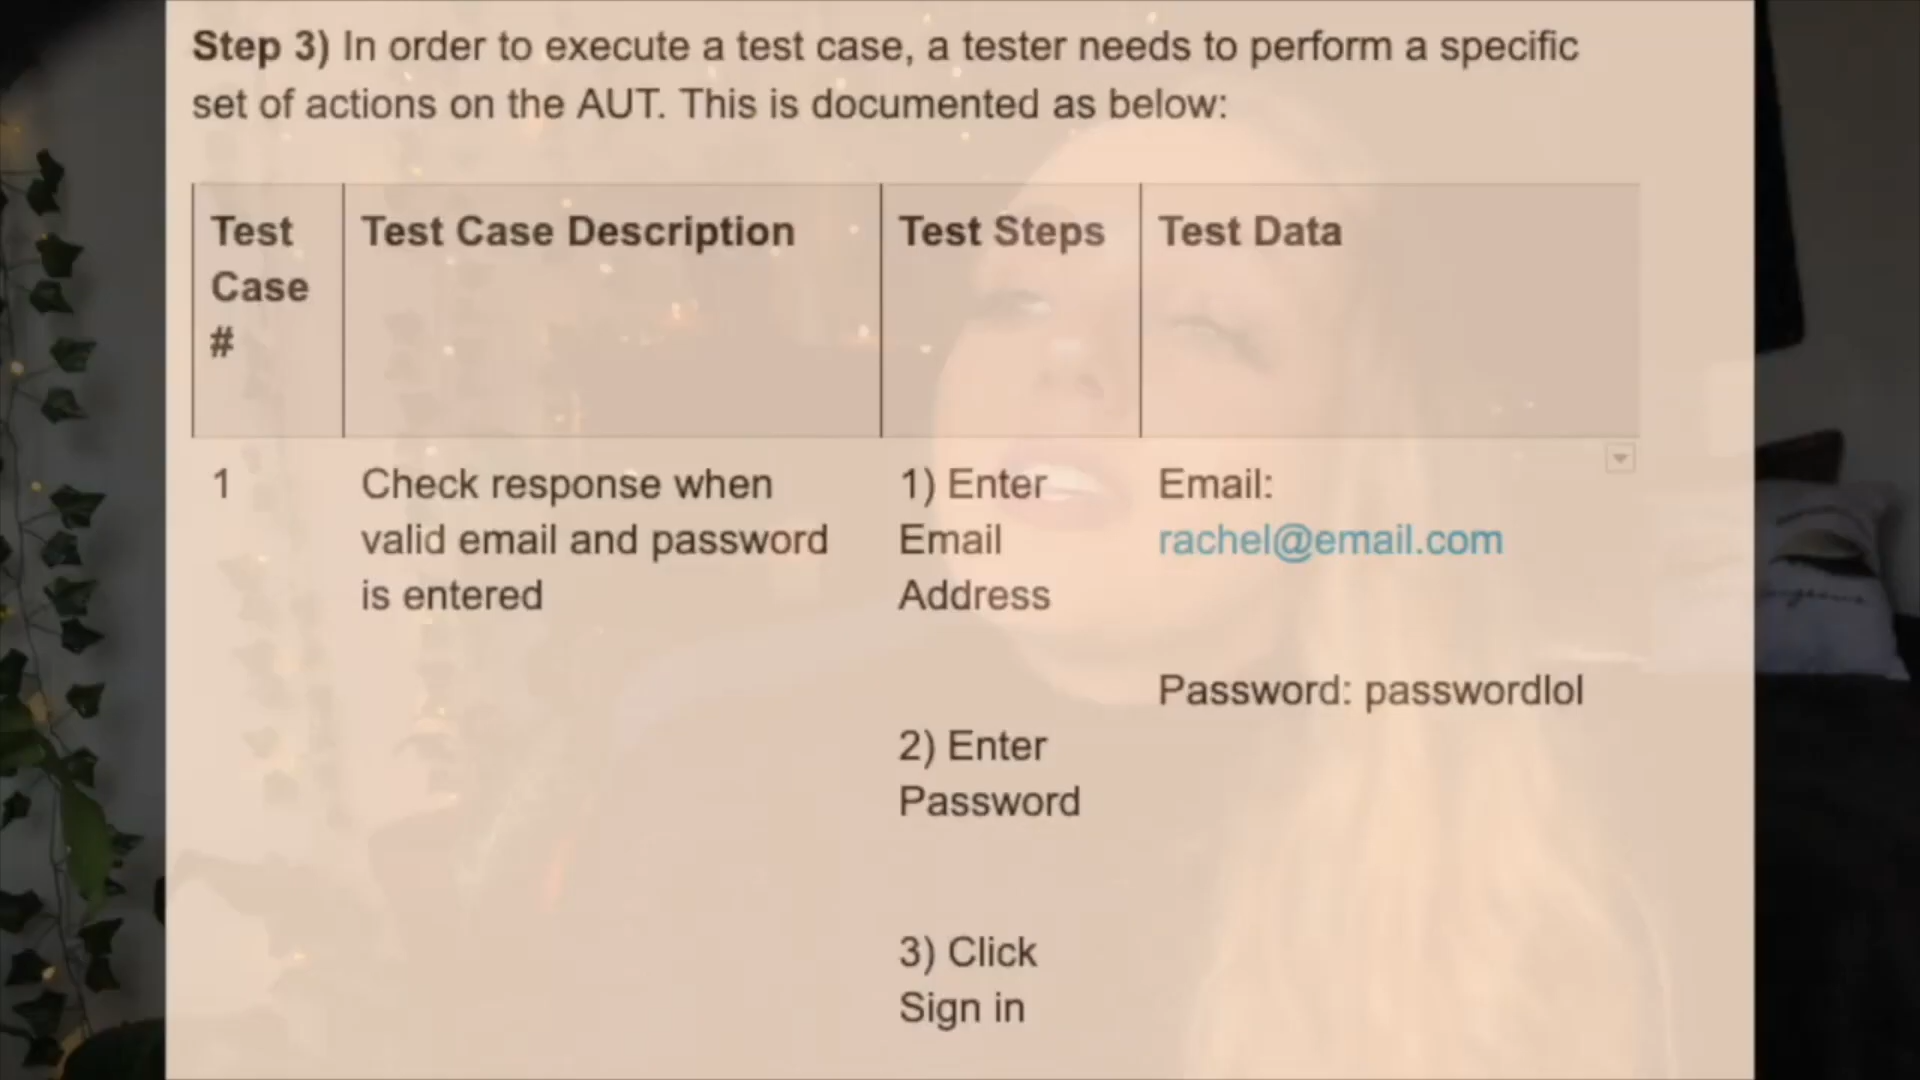 Step 3) In order to execute a test case, a tester needs to perform a specific
set of actions on the AUT. This is documented as below:
Test
Case
#
Test Case Description
Test Steps
Test Data
1
Check response when
valid email and password
is entered
1) Enter
Email
Address
2) Enter
Password
3) Click
Sign in
Email:
rachel@email.com
Password: passwordlol